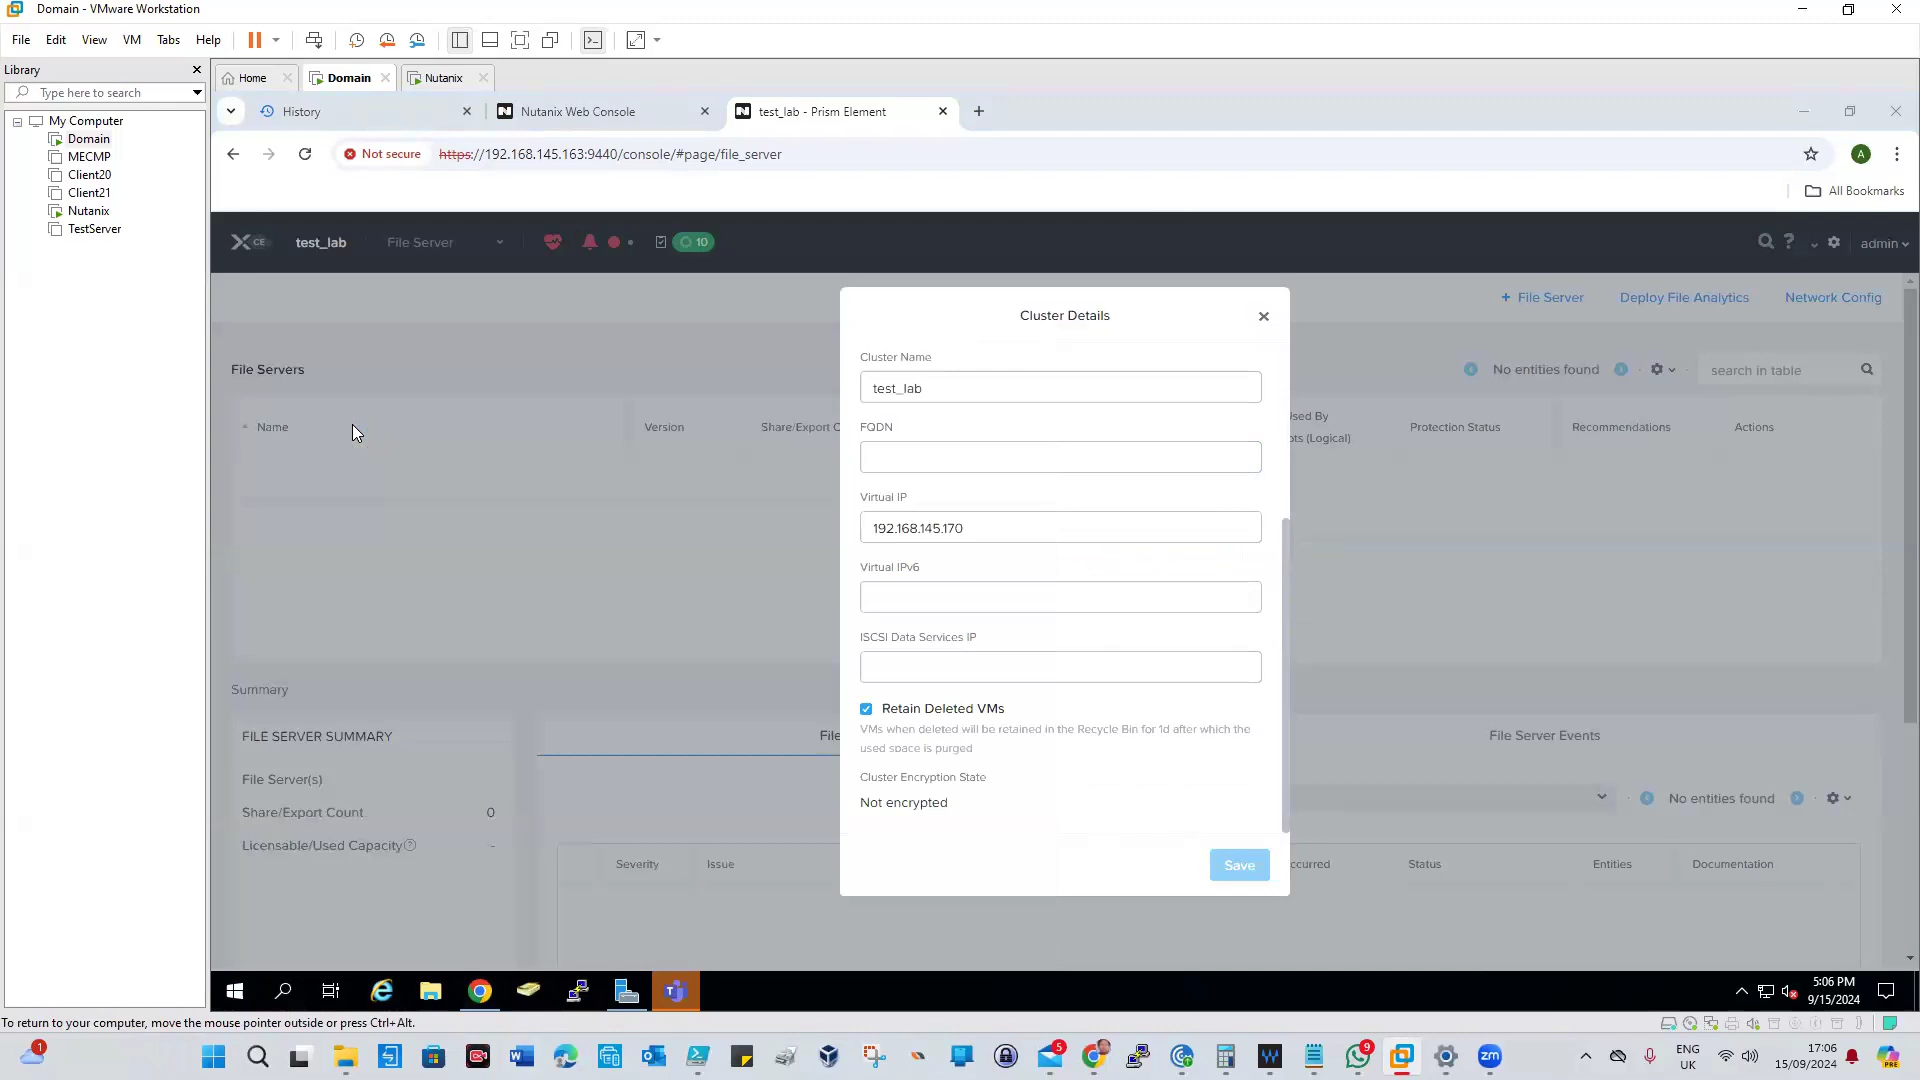 Domain - VMware Workstation
File Edit View VM Tabs Help
Library
Type here to search
My Computer
Domain
MECMP
Client20
Client21
Nutanix
TestServer
Home
Domain
Nutanix
History
Nutanix Web Console
test_lab - Prism Element
Not secure
https://192.168.145.163:9440/console/#page/file_server
A
All Bookmarks
X CE
test_lab
File Server
10
admin
+ File Server
Deploy File Analytics
Network Config
File Servers
No entities found
search in table
Name
Version
Share/Export C
Used By
ots (Logical)
Protection Status
Recommendations
Actions
Cluster Details
Cluster Name
test_lab
FQDN
Virtual IP
192.168.145.170
Virtual IPv6
ISCSI Data Services IP
Retain Deleted VMs
VMs when deleted will be retained in the Recycle Bin for 1d after which the
used space is purged
Cluster Encryption State
Not encrypted
Save
Summary
FILE SERVER SUMMARY
File Server(s)
Share/Export Count 0
Licensable/Used Capacity -
File
File Server Events
No entities found
Severity
Issue
ccurred
Status
Entities
Documentation
5:06 PM
9/15/2024
To return to your computer, move the mouse pointer outside or press Ctrl+Alt.
1
5
9
zm
ENG
UK
17:06
15/09/2024
PRE